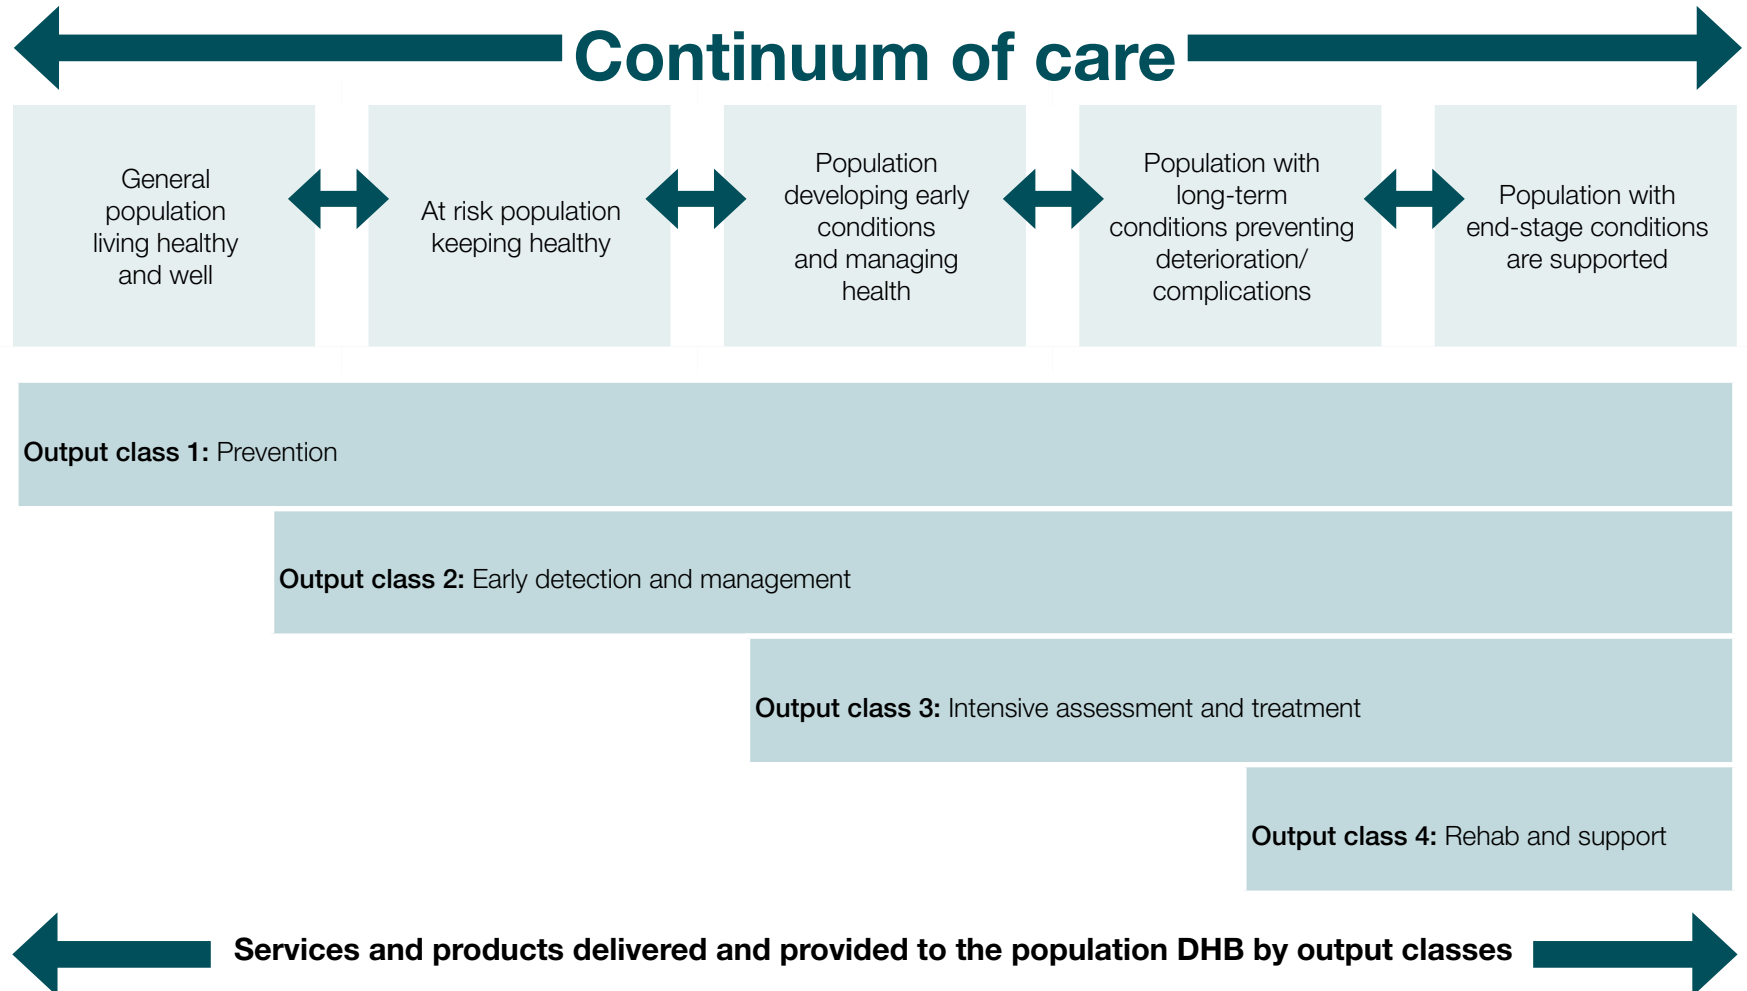 Continuum of care
General
population
living healthy
and well
At risk population
keeping healthy
Population
developing early
conditions
and managing
health
Population with
long-term
conditions preventing
deterioration/
complications
Population with
end-stage conditions
are supported
Output class 1: Prevention
Output class 2: Early detection and management
Output class 3: Intensive assessment and treatment
Output class 4: Rehab and support
Services and products delivered and provided to the population DHB by output classes